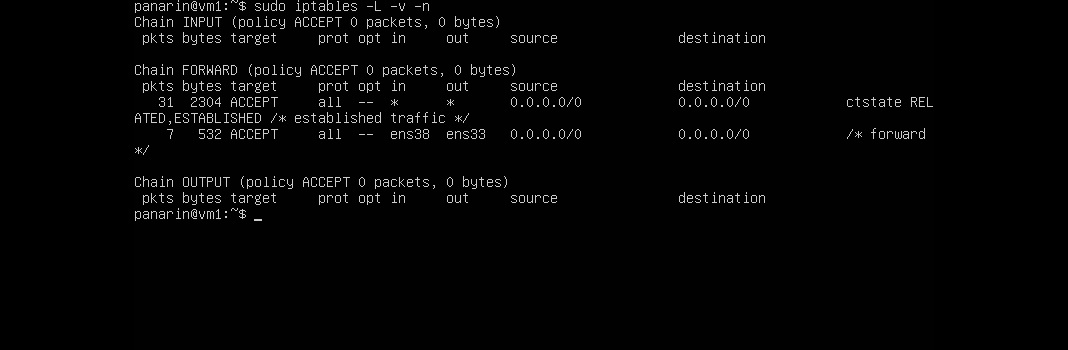 panarin@vm1:~$ sudo iptables -L -v -n
Chain INPUT (policy ACCEPT 0 packets, 0 bytes)
 pkts bytes target     prot opt in     out     source               destination

Chain FORWARD (policy ACCEPT 0 packets, 0 bytes)
 pkts bytes target     prot opt in     out     source               destination
   31  2304 ACCEPT     all  --  *      *       0.0.0.0/0            0.0.0.0/0            ctstate REL
ATED,ESTABLISHED /* established traffic */
    7   532 ACCEPT     all  --  ens38  ens33   0.0.0.0/0            0.0.0.0/0            /* forward
*/

Chain OUTPUT (policy ACCEPT 0 packets, 0 bytes)
 pkts bytes target     prot opt in     out     source               destination
panarin@vm1:~$ _